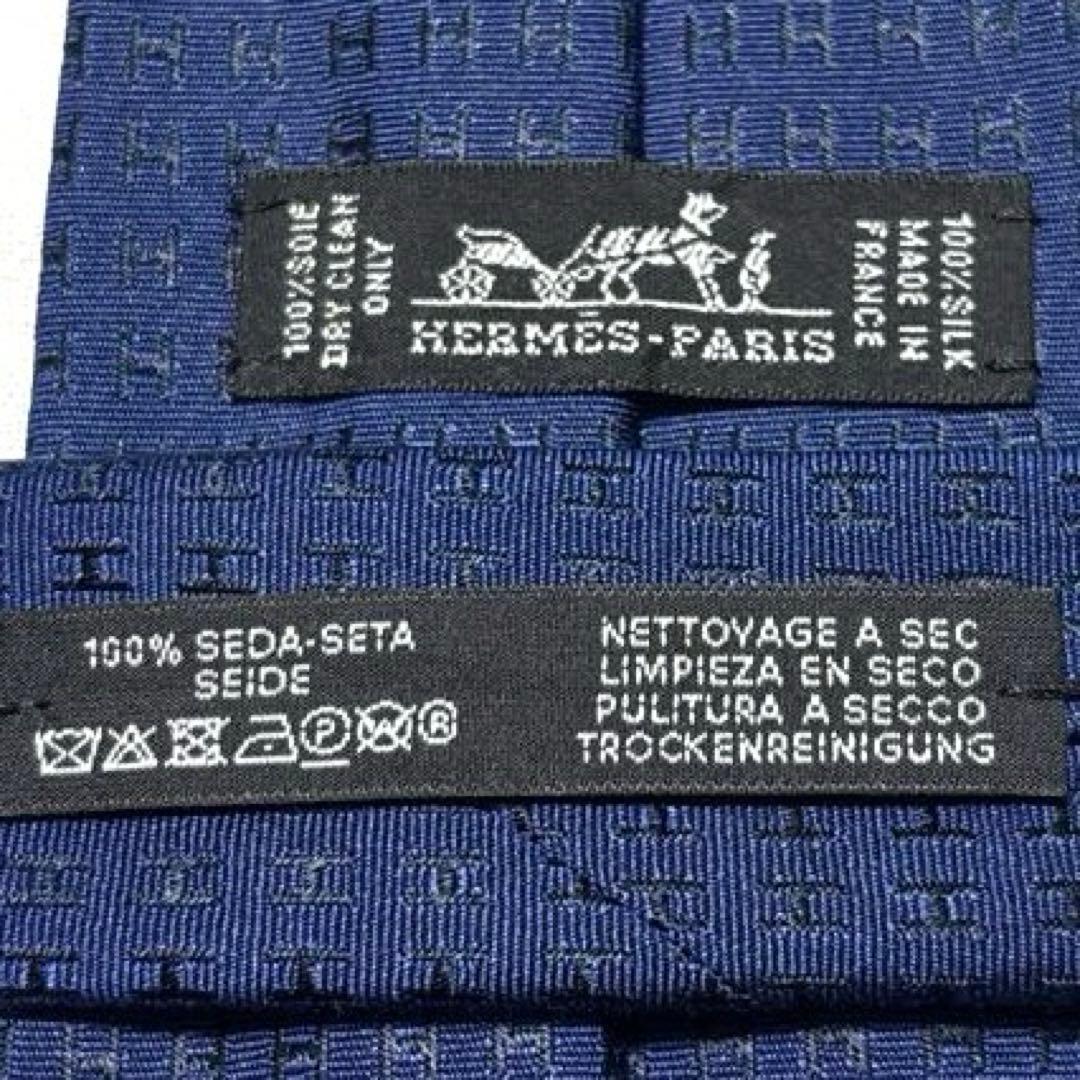 100%SOIE
DRY CLEAN
ONLY
HERMÈS-PARIS
100%SILK
MADE IN
FRANCE
100% SEDA-SETA
SEIDE
P W R
NETTOYAGE A SEC
LIMPIEZA EN SECO
PULITURA A SECCO
TROCKENREINIGUNG